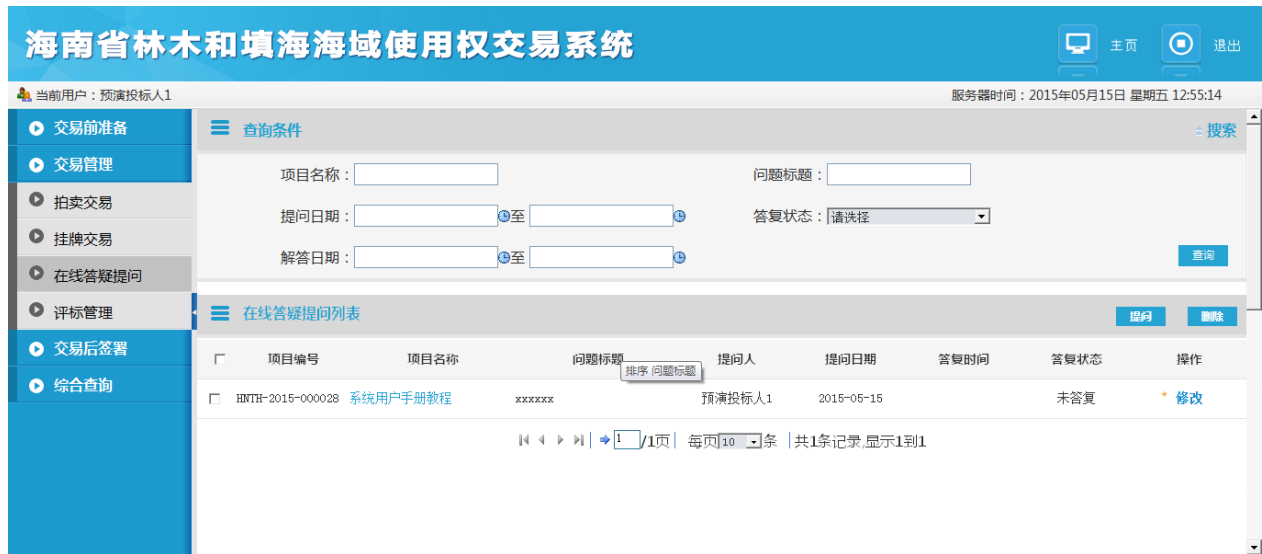 海南省林木和填海海域使用权交易系统
主页 退出
当前用户：预演投标人1 服务器时间：2015年05月15日 星期五 12:55:14
交易前准备
交易管理
拍卖交易
挂牌交易
在线答疑提问
评标管理
交易后签署
综合查询
查询条件 搜索
项目名称： 问题标题：
提问日期： 至 答复状态： 请选择
解答日期： 至 查询
在线答疑提问列表 提问 删除
项目编号 项目名称 问题标题 提问人 提问日期 答复时间 答复状态 操作
排序 问题标题
HNTH-2015-000028 系统用户手册教程 xxxxxx 预演投标人1 2015-05-15 未答复 * 修改
1 /1页 每页 10 条 共1条记录,显示1到1